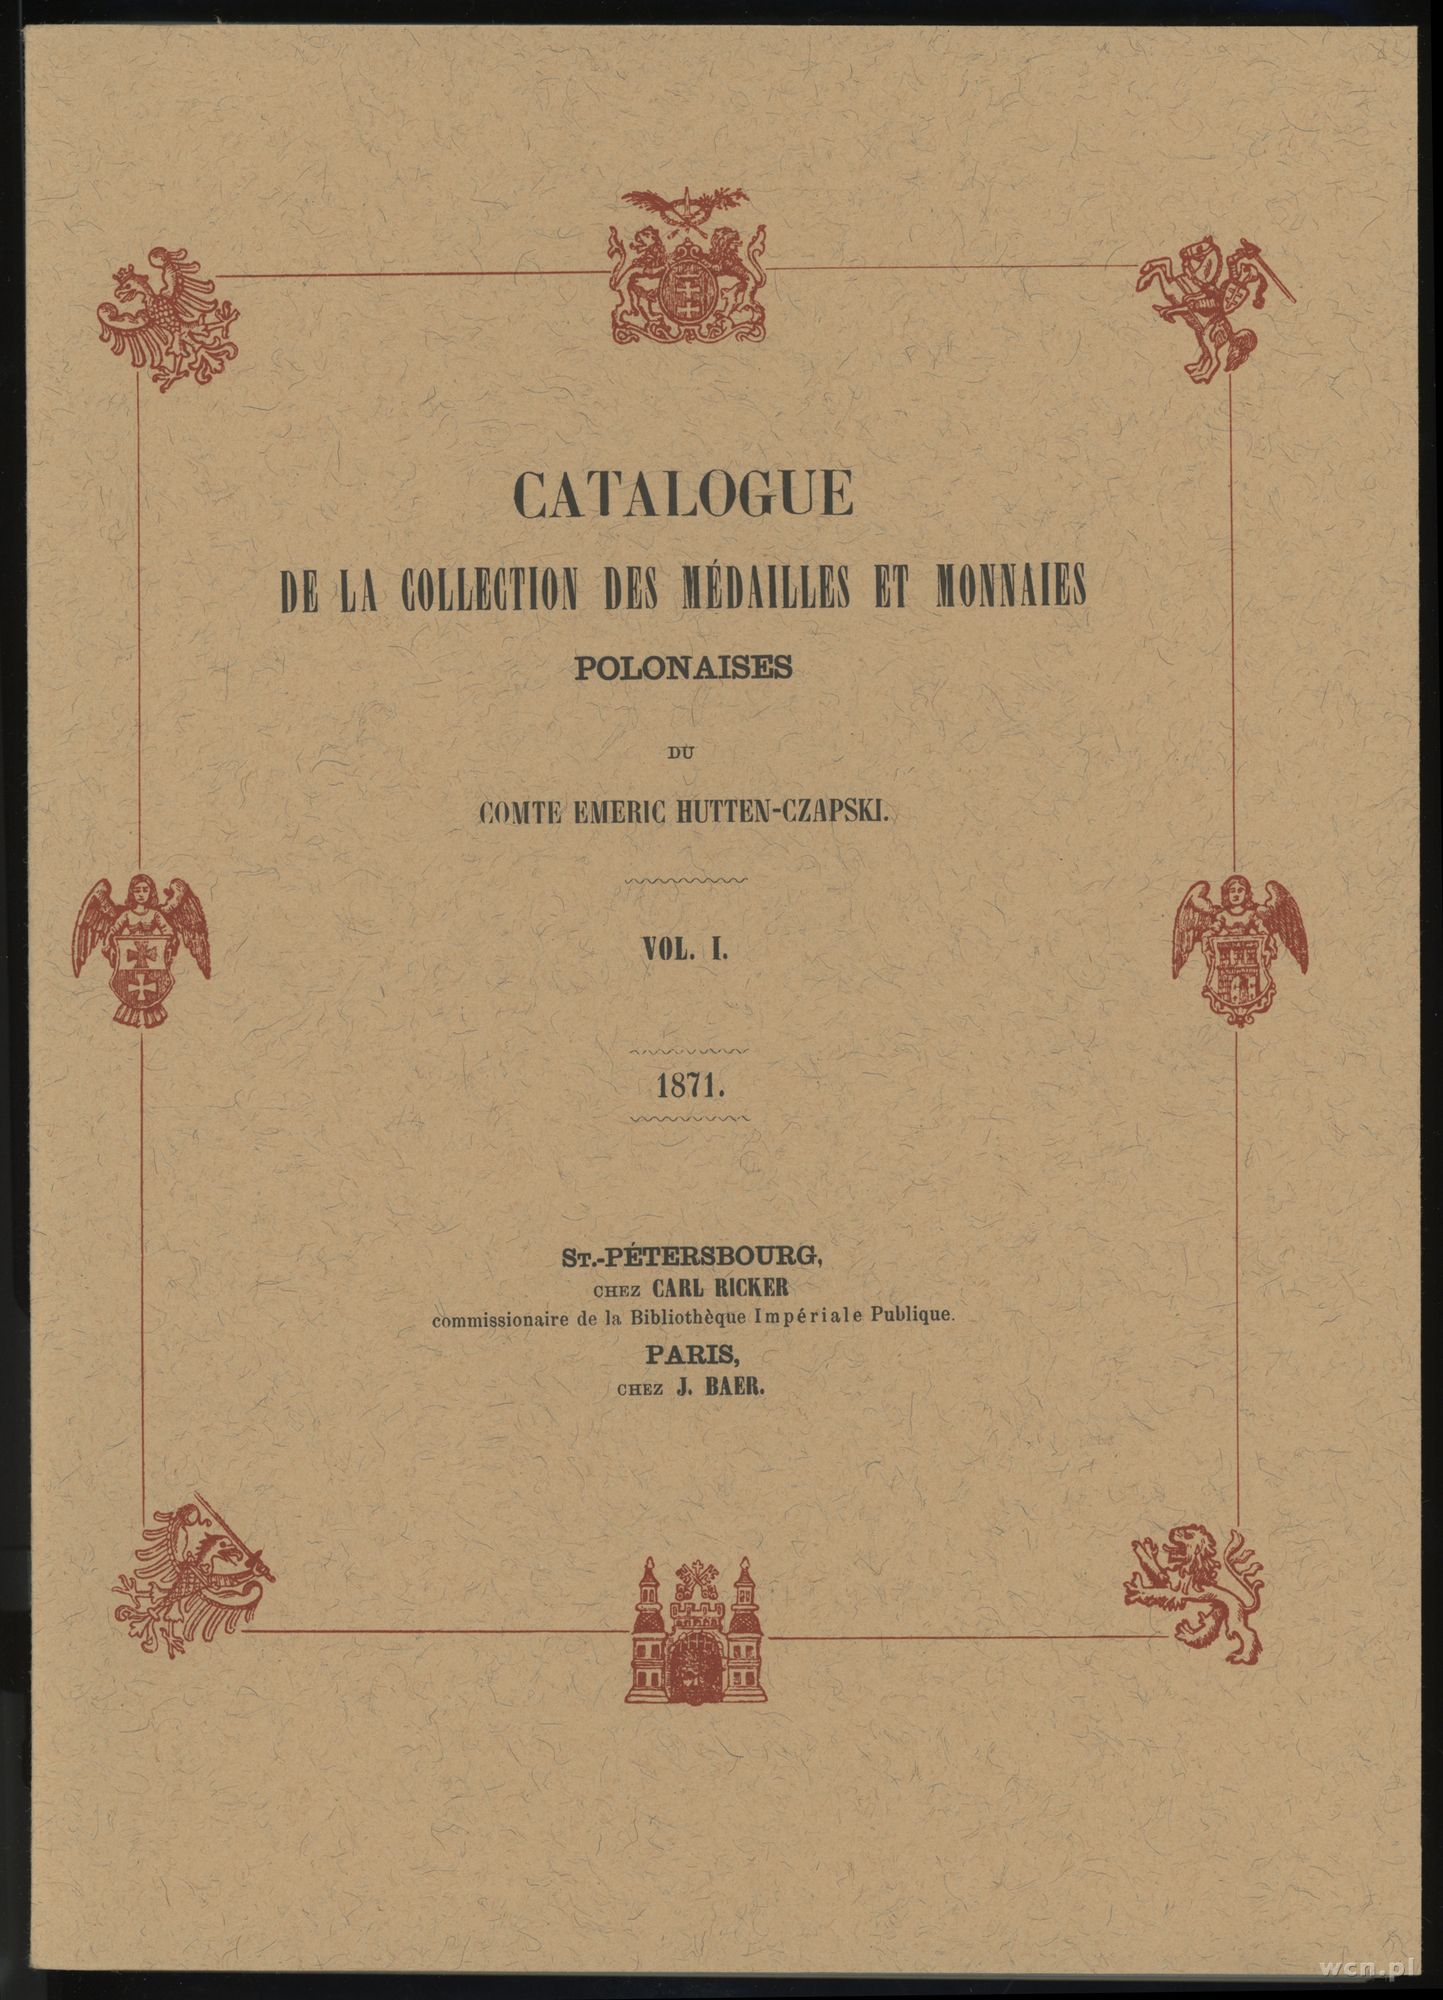 CATALOGUE
DE LA COLLECTION DES MÉDAILLES ET MONNAIES
POLONAISES
DU
COMTE EMERIC HUTTEN-CZAPSKI.
VOL. I.
1871.
ST.-PÉTERSBOURG,
CHEZ CARL RICKER
commissionaire de la Bibliothèque Impériale Publique.
PARIS,
CHEZ J. BAER.
wcn.pl